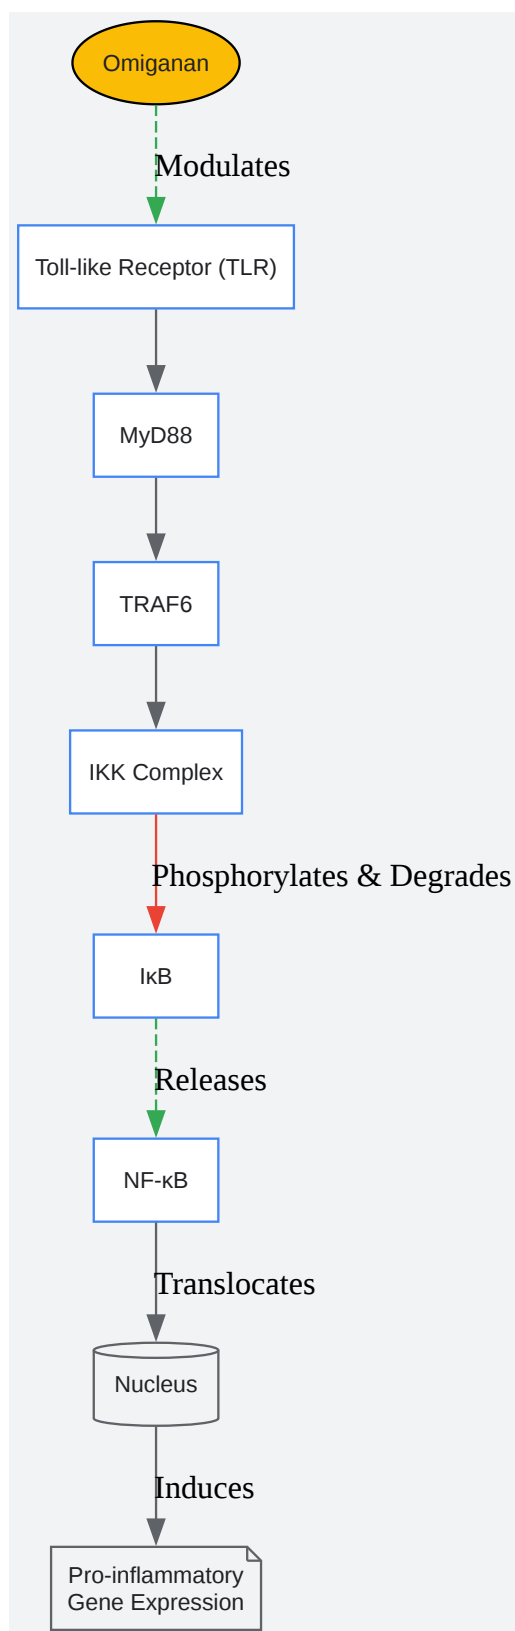 Omiganan
Modulates
Toll-like Receptor (TLR)
MyD88
TRAF6
IKK Complex
Phosphorylates & Degrades
IκB
Releases
NF-κB
Translocates
Nucleus
Induces
Pro-inflammatory
Gene Expression